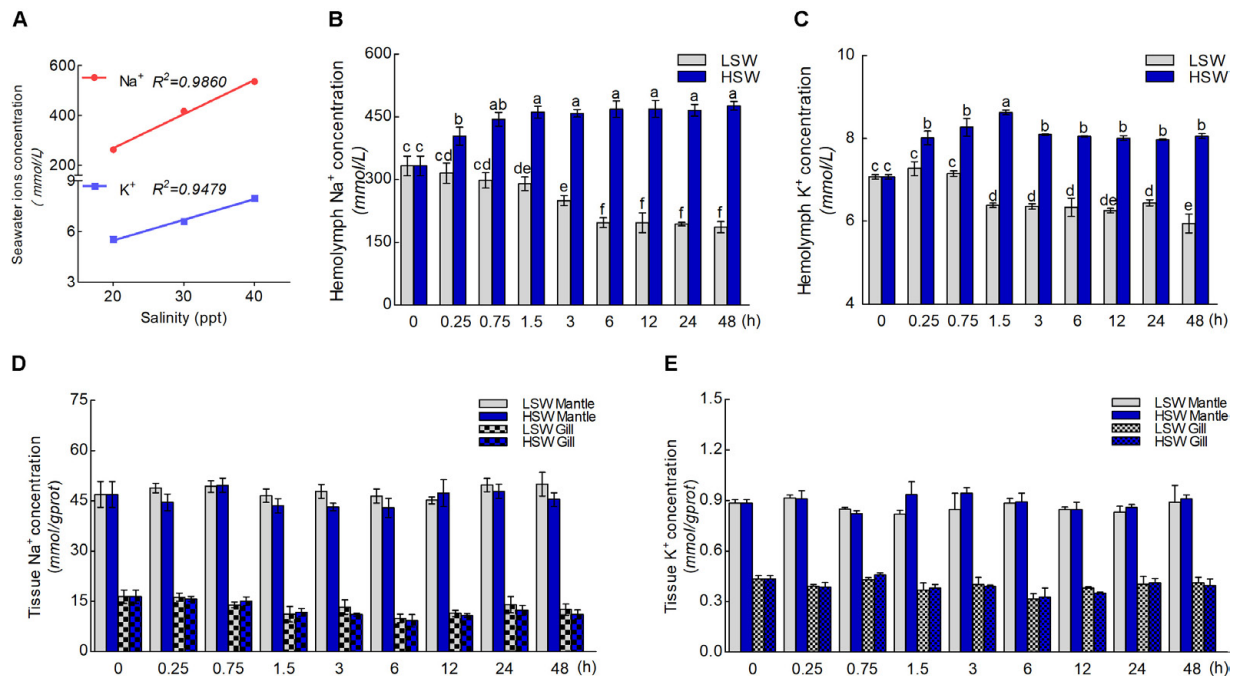 A
Seawater ions concentration
( mmol/L)
600
400
200
9
6
3
Na⁺ R²=0.9860
K⁺ R²=0.9479
20 30 40
Salinity (ppt)
B
Hemolymph Na⁺ concentration
(mmol/L)
600
450
300
150
0
LSW
HSW
c c cd b cd ab de a e a f a f a f a f a
0 0.25 0.75 1.5 3 6 12 24 48 (h)
C
Hemolymph K⁺ concentration
(mmol/L)
10
8
6
4
LSW
HSW
c c c b c b d a d b d b de b d b e b
0 0.25 0.75 1.5 3 6 12 24 48 (h)
D
Tissue Na⁺ concentration
(mmol/gprot)
75
60
45
30
15
0
LSW Mantle
HSW Mantle
LSW Gill
HSW Gill
0 0.25 0.75 1.5 3 6 12 24 48 (h)
E
Tissue K⁺ concentration
(mmol/gprot)
1.5
1.2
0.9
0.6
0.3
0.0
LSW Mantle
HSW Mantle
LSW Gill
HSW Gill
0 0.25 0.75 1.5 3 6 12 24 48 (h)